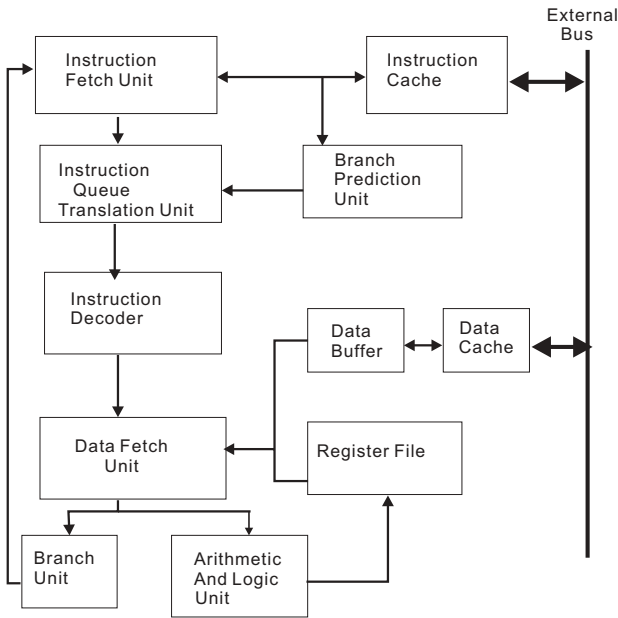 External
Bus
Instruction
Fetch Unit
Instruction
Cache
Instruction
Queue
Translation Unit
Branch
Prediction
Unit
Instruction
Decoder
Data
Buffer
Data
Cache
Data Fetch
Unit
Register File
Branch
Unit
Arithmetic
And Logic
Unit